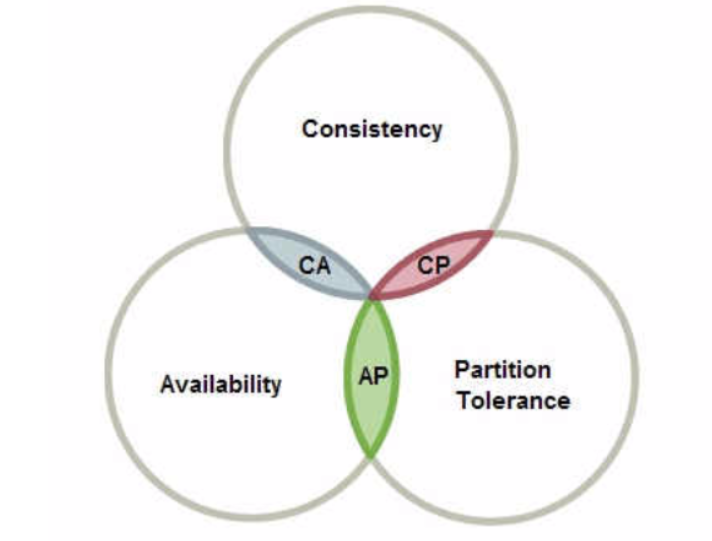 Consistency
CA
CP
Availability
AP
Partition
Tolerance